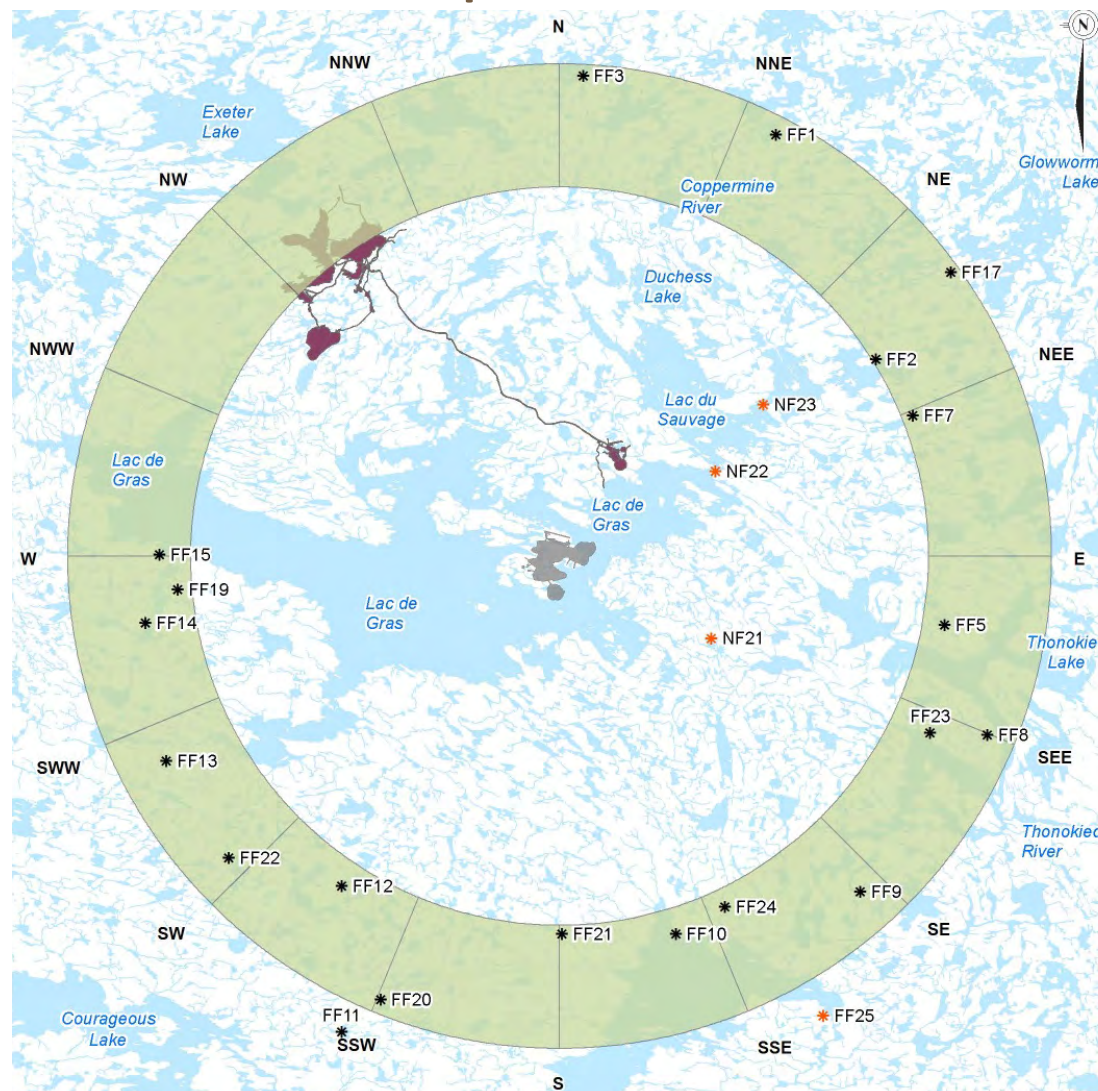 N
N
NNW
NNE
FF3
Exeter
Lake
FF1
Glowworm
Lake
NW
NE
Coppermine
River
FF17
Duchess
Lake
NWW
NEE
FF2
Lac du
Sauvage
NF23
FF7
Lac de
Gras
NF22
Lac de
Gras
W
FF15
E
FF19
Lac de
Gras
FF14
FF5
NF21
Thonokied
Lake
FF23
FF8
SEE
SWW
FF13
Thonokied
River
FF22
FF12
FF9
FF24
SW
FF21
FF10
SE
FF20
FF11
SSW
Courageous
Lake
FF25
SSE
S